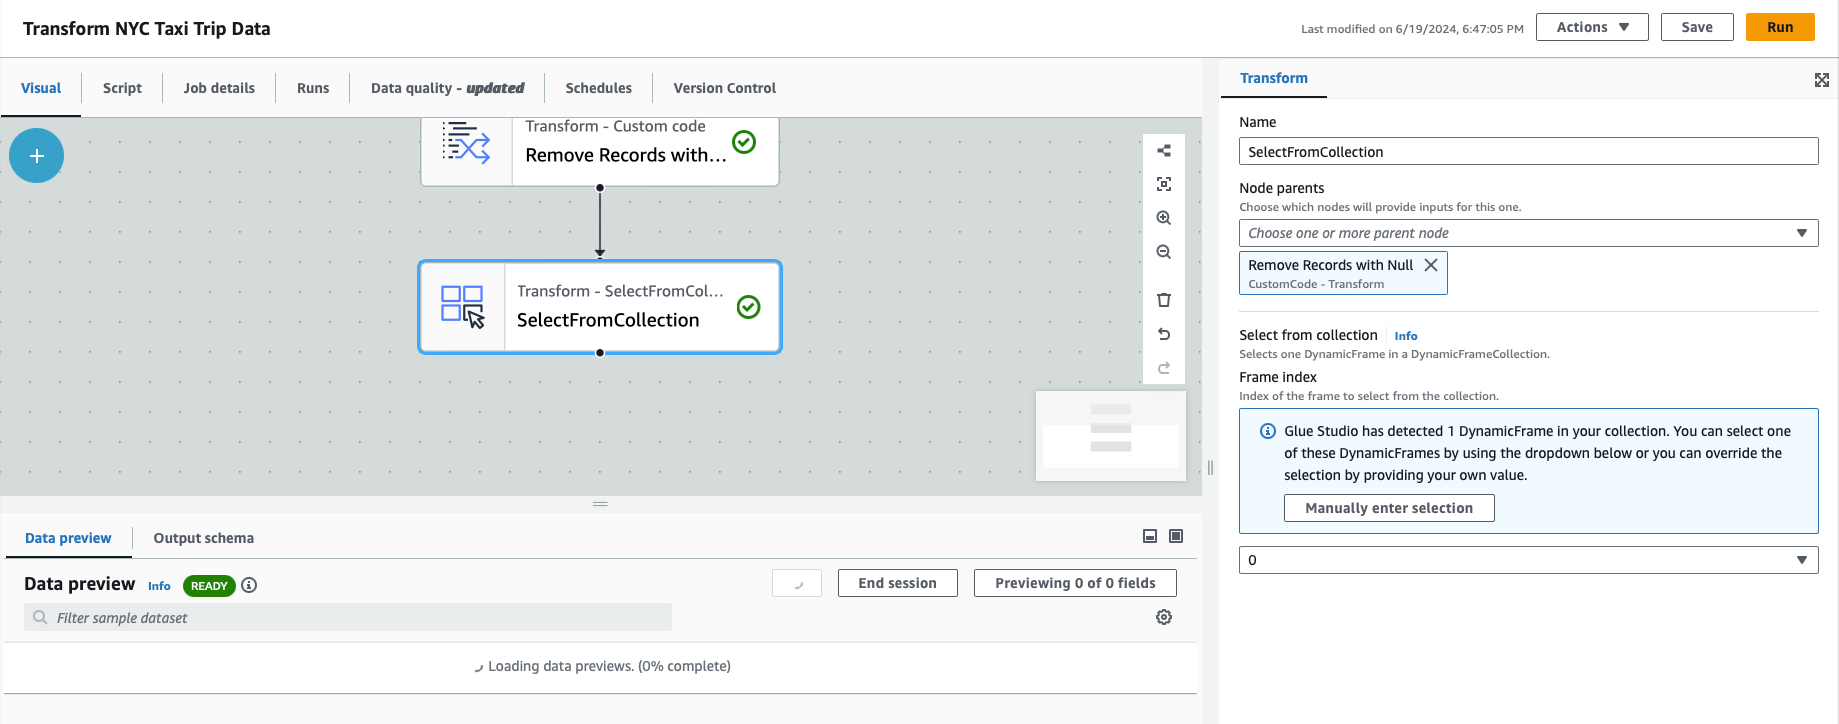 Transform NYC Taxi Trip Data
Last modified on 6/19/2024, 6:47:05 PM
Actions
Save
Run
Visual
Script
Job details
Runs
Data quality - updated
Schedules
Version Control
Transform - Custom code
Remove Records with...
Transform - SelectFromCol...
SelectFromCollection
Data preview
Output schema
Data preview
Info
READY
End session
Previewing 0 of 0 fields
Filter sample dataset
Loading data previews. (0% complete)
Transform
Name
SelectFromCollection
Node parents
Choose which nodes will provide inputs for this one.
Choose one or more parent node
Remove Records with Null
CustomCode - Transform
Select from collection
Info
Selects one DynamicFrame in a DynamicFrameCollection.
Frame index
Index of the frame to select from the collection.
Glue Studio has detected 1 DynamicFrame in your collection. You can select one
of these DynamicFrames by using the dropdown below or you can override the
selection by providing your own value.
Manually enter selection
0